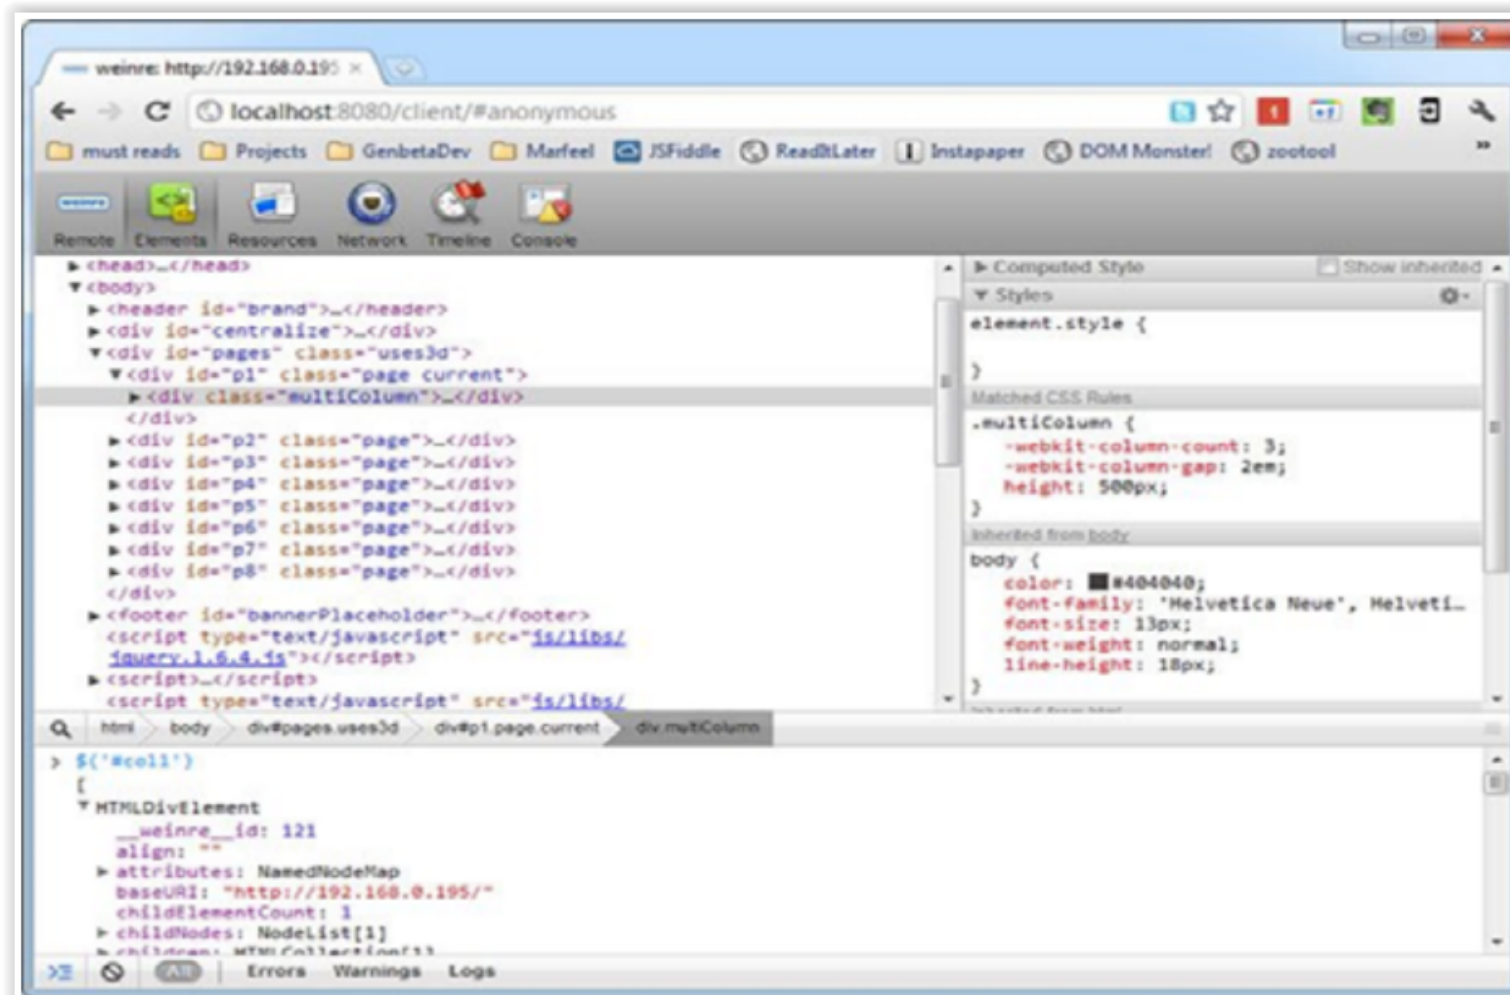 weinre: http://192.168.0.195
localhost:8080/client/#anonymous
must reads Projects GenbetaDev Marfeel JSFiddle ReadItLater Instapaper DOM Monster! zootool »
weinre
Remote Elements Resources Network Timeline Console
▶<head>…</head>
▼<body>
▶<header id="brand">…</header>
▶<div id="centralize">…</div>
▼<div id="pages" class="uses3d">
▼<div id="p1" class="page current">
▶<div class="multiColumn">…</div>
</div>
▶<div id="p2" class="page">…</div>
▶<div id="p3" class="page">…</div>
▶<div id="p4" class="page">…</div>
▶<div id="p5" class="page">…</div>
▶<div id="p6" class="page">…</div>
▶<div id="p7" class="page">…</div>
▶<div id="p8" class="page">…</div>
</div>
▶<footer id="bannerPlaceholder">…</footer>
<script type="text/javascript" src="js/libs/
jquery.1.6.4.js"></script>
▶<script>…</script>
<script type="text/javascript" src="js/libs/
▶ Computed Style Show inherited
▼ Styles
element.style {
}
Matched CSS Rules
.multiColumn {
-webkit-column-count: 3;
-webkit-column-gap: 2em;
height: 500px;
}
Inherited from body
body {
color: #404040;
font-family: 'Helvetica Neue', Helveti…
font-size: 13px;
font-weight: normal;
line-height: 18px;
}
Inherited from html
html body div#pages.uses3d div#p1.page.current div.multiColumn
> $('#col1')
[
▼ HTMLDivElement
__weinre__id: 121
align: ""
▶ attributes: NamedNodeMap
baseURI: "http://192.168.0.195/"
childElementCount: 1
▶ childNodes: NodeList[1]
▶ children: HTMLCollection[1]
All Errors Warnings Logs